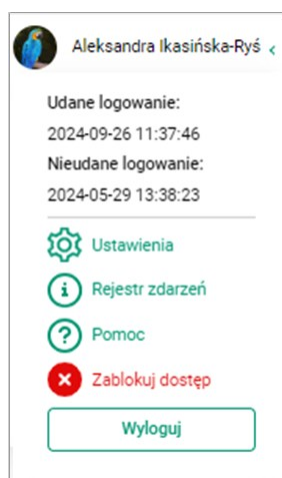 Aleksandra Ikasińska-Ryś
Udane logowanie:
2024-09-26 11:37:46
Nieudane logowanie:
2024-05-29 13:38:23
Ustawienia
Rejestr zdarzeń
Pomoc
Zablokuj dostęp
Wyloguj